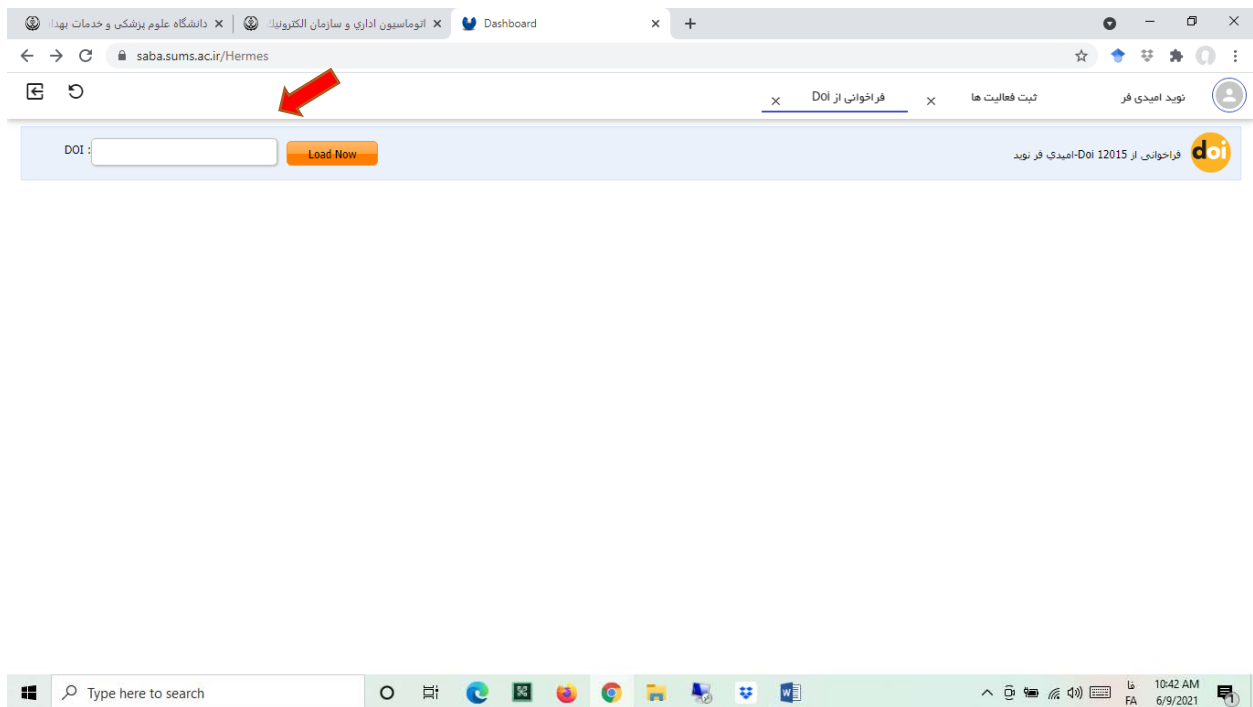 دانشگاه علوم پزشکی و خدمات بهدا
اتوماسیون اداري و سازمان الکترونیك
Dashboard
saba.sums.ac.ir/Hermes
نوید امیدی فر
ثبت فعالیت ها
فراخوانی از Doi
DOI :
Load Now
doi
فراخوانی از Doi 12015-امیدي فر نوید
Type here to search
فا
FA
10:42 AM
6/9/2021
1